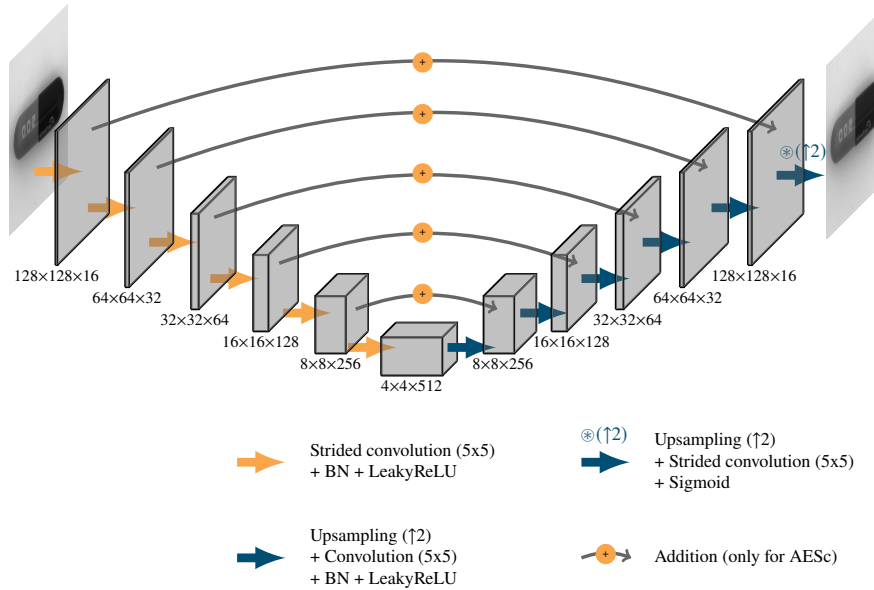 +
+
+
+
+
⊛(↑2)
128×128×16
64×64×32
32×32×64
16×16×128
8×8×256
4×4×512
8×8×256
16×16×128
32×32×64
64×64×32
128×128×16
Strided convolution (5x5)
+ BN + LeakyReLU
⊛(↑2)
Upsampling (↑2)
+ Strided convolution (5x5)
+ Sigmoid
Upsampling (↑2)
+ Convolution (5x5)
+ BN + LeakyReLU
+
Addition (only for AESc)